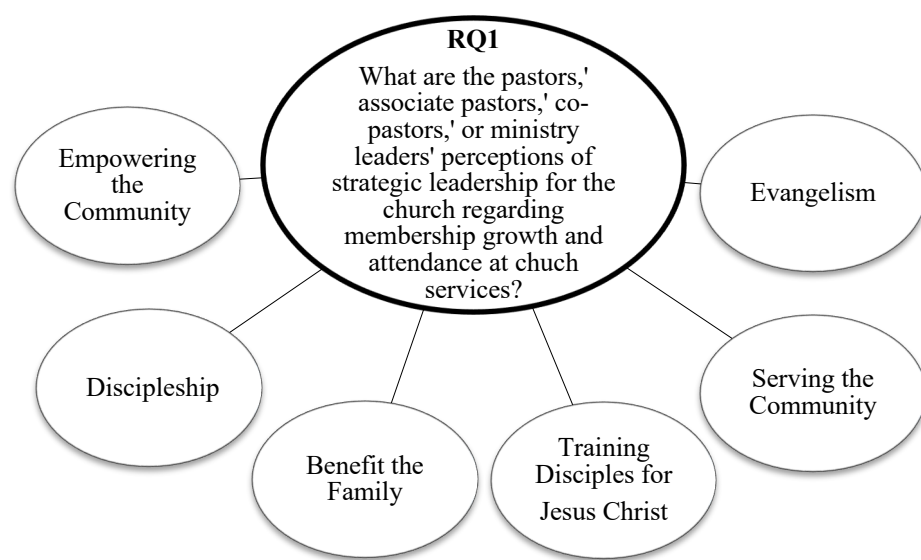 RQ1
What are the pastors,'
associate pastors,' co-
pastors,' or ministry
leaders' perceptions of
strategic leadership for the
church regarding
membership growth and
attendance at chuch
services?
Empowering
the
Community
Evangelism
Discipleship
Serving the
Community
Benefit the
Family
Training
Disciples for
Jesus Christ